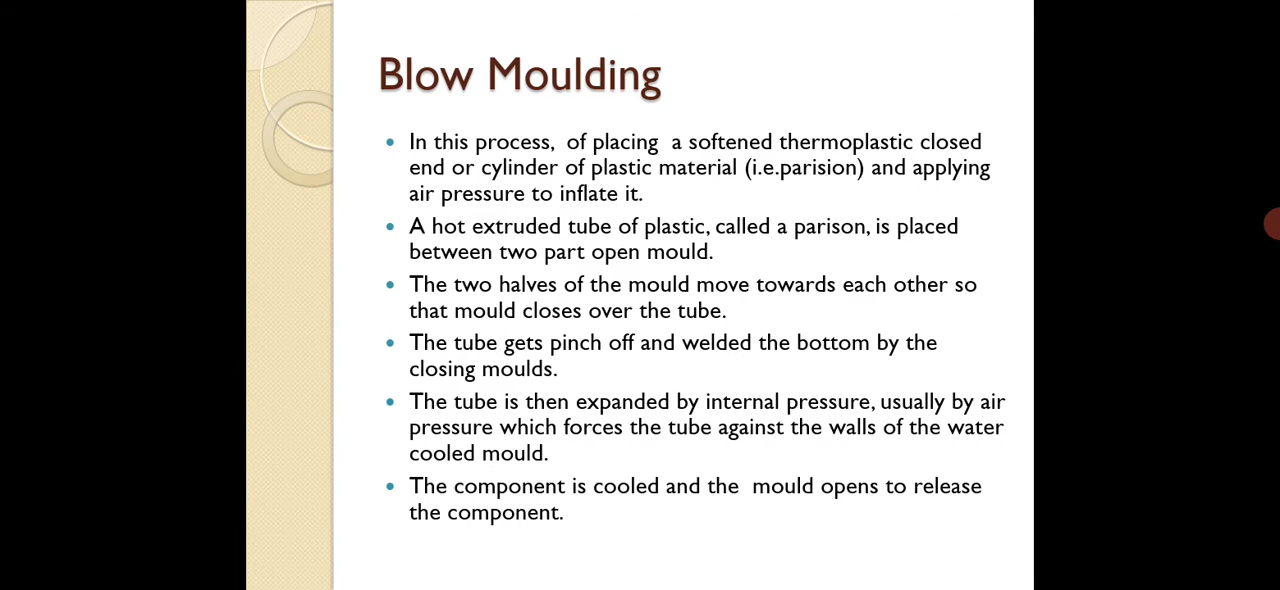 Blow Moulding
• In this process,  of placing  a softened thermoplastic closed
end or cylinder of plastic material (i.e.parision) and applying
air pressure to inflate it.
• A hot extruded tube of plastic, called a parison, is placed
between two part open mould.
• The two halves of the mould move towards each other so
that mould closes over the tube.
• The tube gets pinch off and welded the bottom by the
closing moulds.
• The tube is then expanded by internal pressure, usually by air
pressure which forces the tube against the walls of the water
cooled mould.
• The component is cooled and the  mould opens to release
the component.